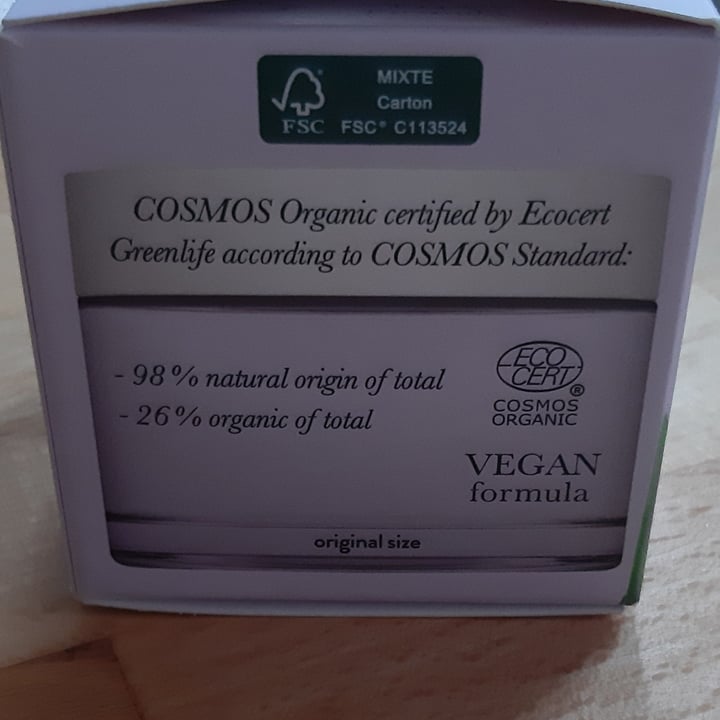 MIXTE
Carton
FSC FSC® C113524
COSMOS Organic certified by Ecocert
Greenlife according to COSMOS Standard:
- 98% natural origin of total
- 26% organic of total
ECO
CERT®
COSMOS
ORGANIC
VEGAN
formula
original size